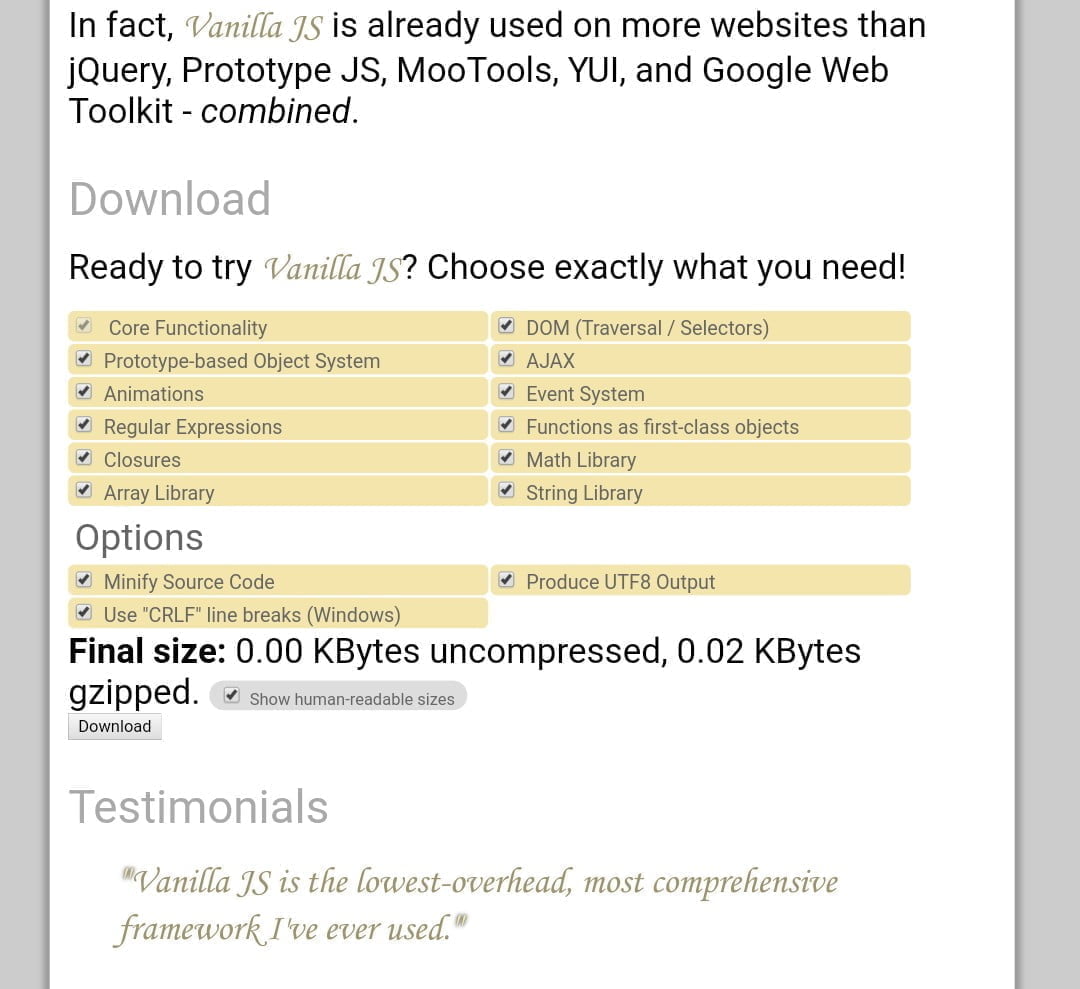 In fact, Vanilla JS is already used on more websites than
jQuery, Prototype JS, MooTools, YUI, and Google Web
Toolkit - combined.
Download
Ready to try Vanilla JS? Choose exactly what you need!
Core Functionality
DOM (Traversal / Selectors)
Prototype-based Object System
AJAX
Animations
Event System
Regular Expressions
Functions as first-class objects
Closures
Math Library
Array Library
String Library
Options
Minify Source Code
Produce UTF8 Output
Use "CRLF" line breaks (Windows)
Final size: 0.00 KBytes uncompressed, 0.02 KBytes
gzipped. Show human-readable sizes
Download
Testimonials
"Vanilla JS is the lowest-overhead, most comprehensive
framework I've ever used."